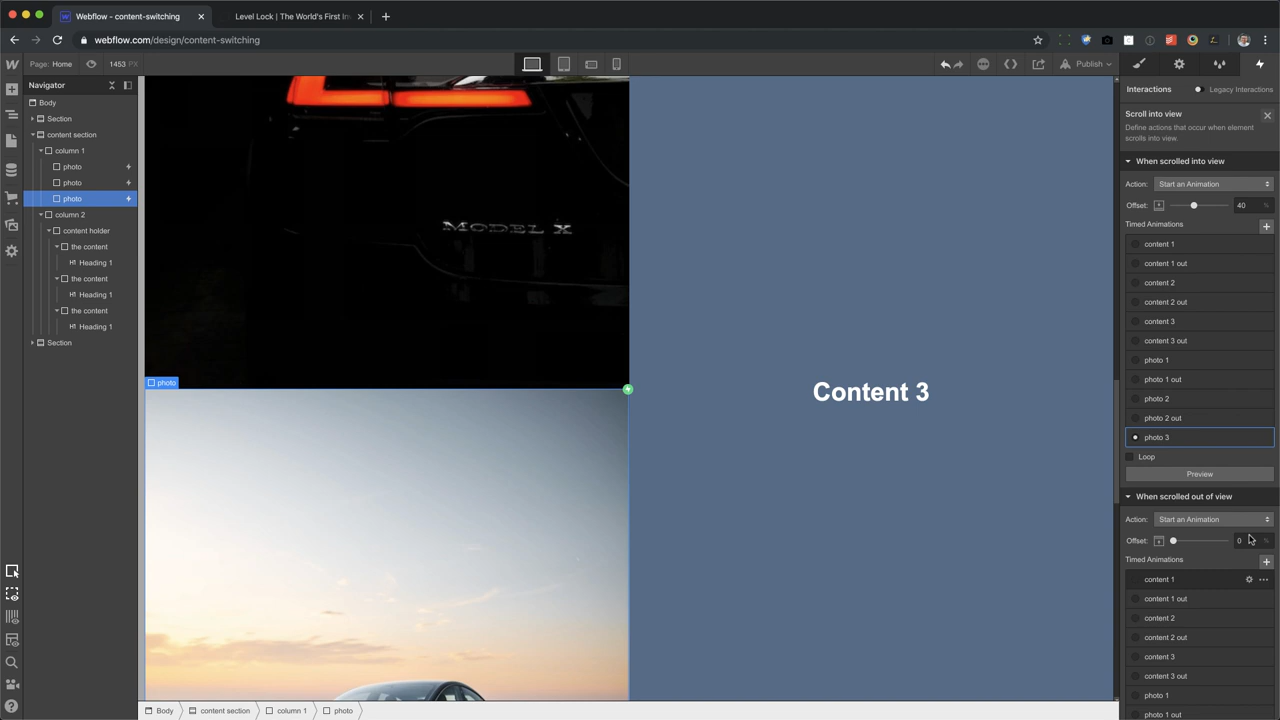 Webflow - content-switching
Level Lock | The World's First In
webflow.com/design/content-switching
Page: Home
1453 PX
Publish
Navigator
Body
Section
content section
column 1
photo
photo
photo
column 2
content holder
the content
H1 Heading 1
the content
H1 Heading 1
the content
H1 Heading 1
Section
MODEL X
photo
Content 3
Interactions
Legacy Interactions
Scroll into view
Define actions that occur when element
scrolls into view.
When scrolled into view
Action: Start an Animation
Offset: 40 %
Timed Animations
content 1
content 1 out
content 2
content 2 out
content 3
content 3 out
photo 1
photo 1 out
photo 2
photo 2 out
photo 3
Loop
Preview
When scrolled out of view
Action: Start an Animation
Offset: 0 %
Timed Animations
content 1
content 1 out
content 2
content 2 out
content 3
content 3 out
photo 1
photo 1 out
Body
content section
column 1
photo